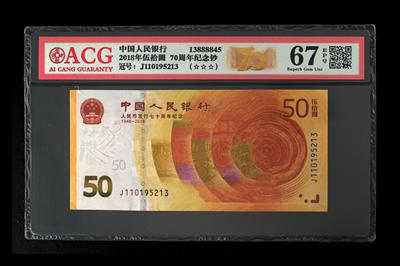 ACG
AI CANG GUARANTY
中国人民银行 13888845
2018年伍拾圆 70周年纪念钞
冠号：J110195213 (☆☆☆)
70
67 EPQ
Superb Gem Unc
中国人民银行
人民币发行七十周年纪念
1948-2018
50
50
伍拾圆
50
J110195213
J110195213